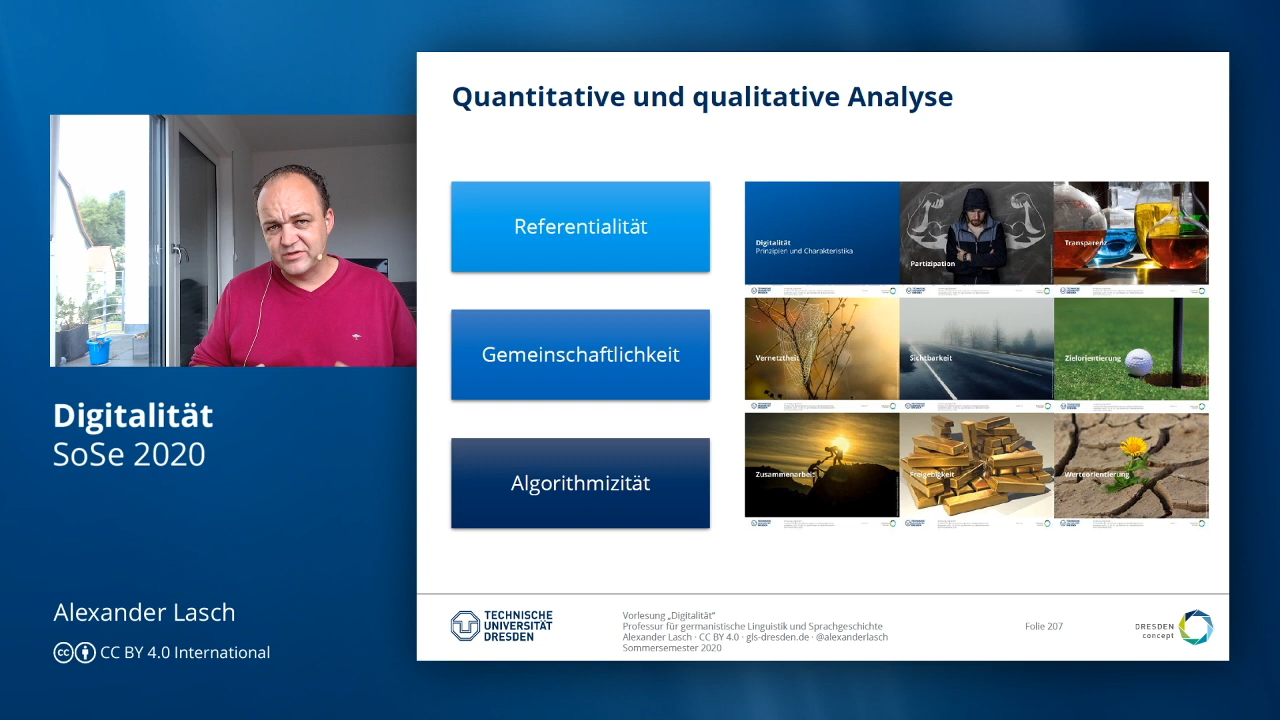 Quantitative und qualitative Analyse
Referentialität
Gemeinschaftlichkeit
Algorithmizität
Digitalität
Prinzipien und Charakteristika
Partizipation
Transparenz
Vernetztheit
Sichtbarkeit
Zielorientierung
Zusammenarbeit
Freigebigkeit
Werteorientierung
Digitalität
SoSe 2020
Alexander Lasch
CC BY 4.0 International
TECHNISCHE
UNIVERSITÄT
DRESDEN
Vorlesung „Digitalität“
Professur für germanistische Linguistik und Sprachgeschichte
Alexander Lasch · CC BY 4.0 · gls-dresden.de · @alexanderlasch
Sommersemester 2020
Folie 207
DRESDEN
concept